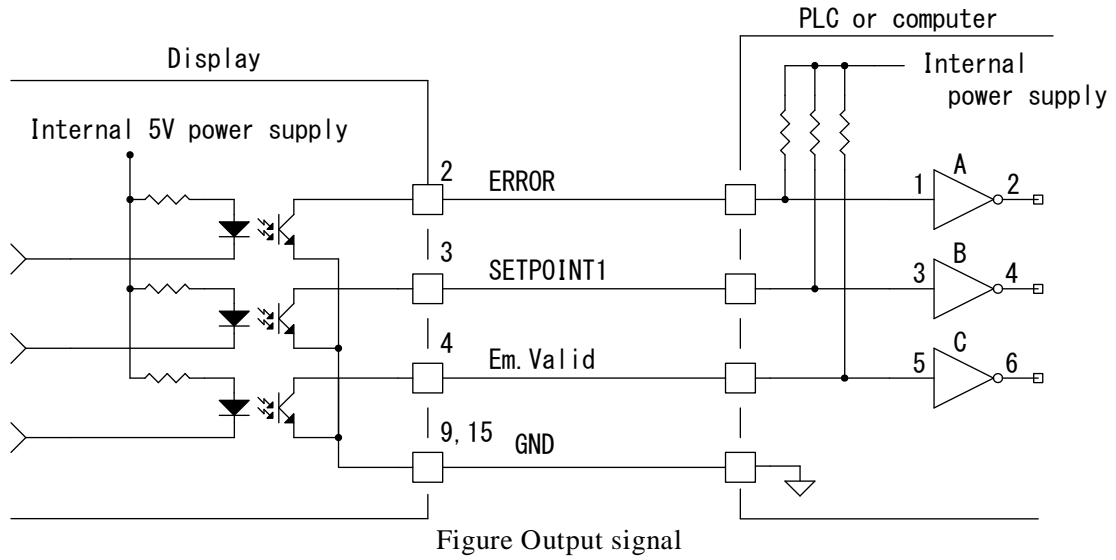 PLC or computer
Display
Internal
power supply
Internal 5V power supply
2
ERROR
1
A
2
3
SETPOINT1
3
B
4
4
Em.Valid
5
C
6
9,15
GND
Figure Output signal